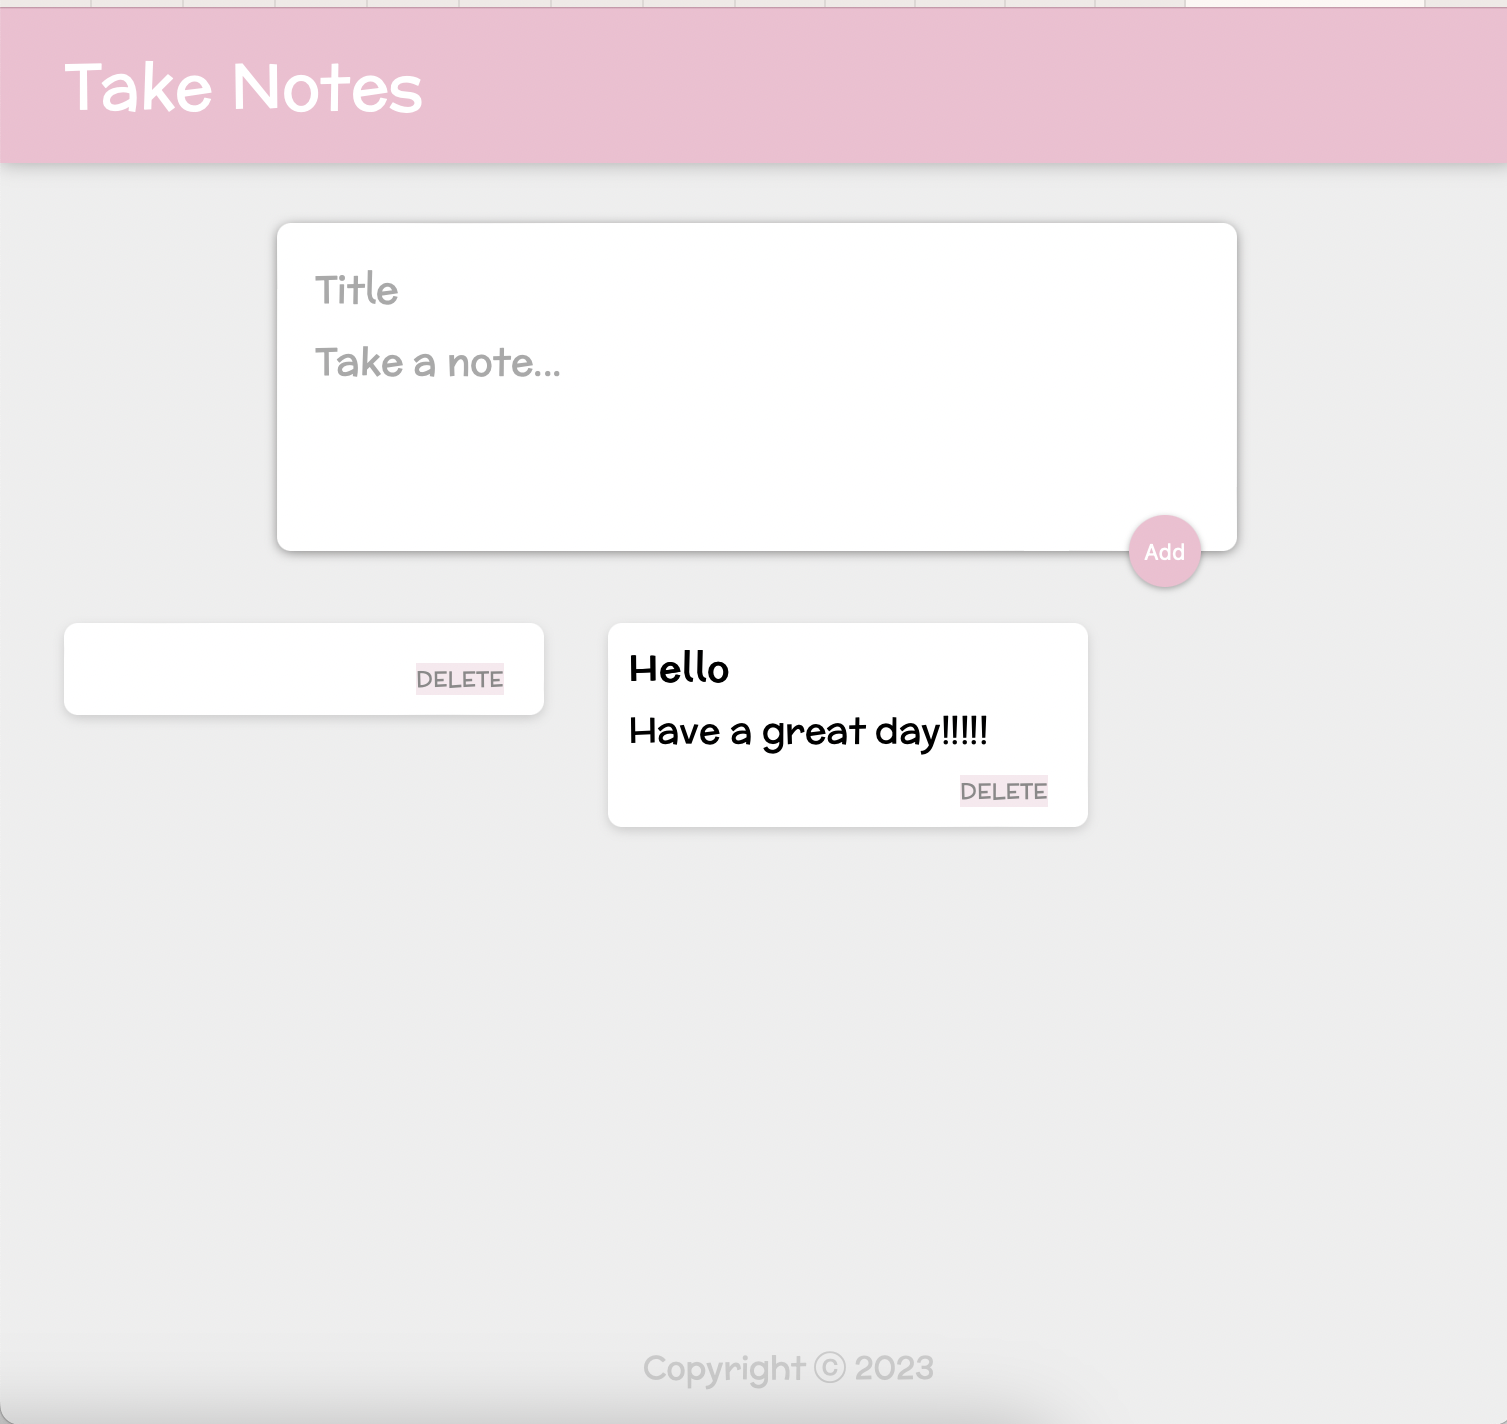 Take Notes
Title
Take a note...
Add
DELETE
Hello
Have a great day!!!!!
DELETE
Copyright ⓒ 2023